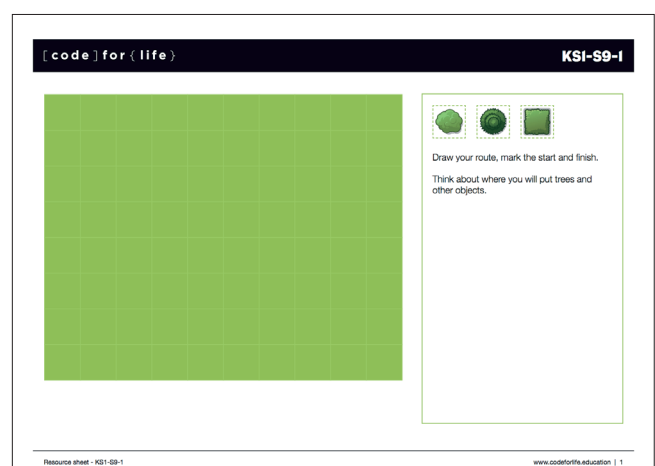 [code]for{life}
KS1-S9-1
Draw your route, mark the start and finish.
Think about where you will put trees and
other objects.
Resource sheet - KS1-S9-1
www.codeforlife.education | 1